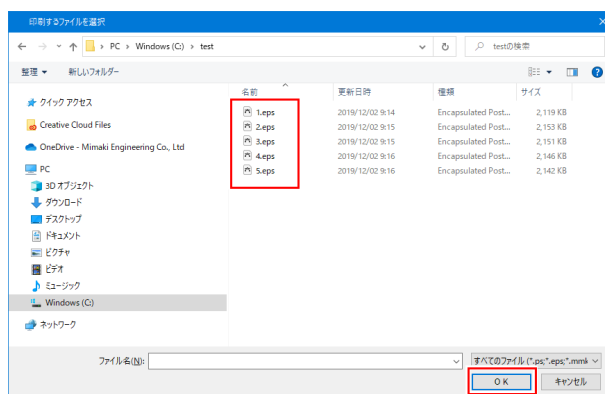 印刷するファイルを選択
PC › Windows (C:) › test
testの検索
整理 ▼ 新しいフォルダー
名前 更新日時 種類 サイズ
クイック アクセス
Creative Cloud Files
OneDrive - Mimaki Engineering Co., Ltd
PC
3D オブジェクト
ダウンロード
デスクトップ
ドキュメント
ピクチャ
ビデオ
ミュージック
Windows (C:)
ネットワーク
1.eps 2019/12/02 9:14 Encapsulated Post... 2,119 KB
2.eps 2019/12/02 9:15 Encapsulated Post... 2,153 KB
3.eps 2019/12/02 9:15 Encapsulated Post... 2,151 KB
4.eps 2019/12/02 9:16 Encapsulated Post... 2,146 KB
5.eps 2019/12/02 9:16 Encapsulated Post... 2,142 KB
ファイル名(N):
すべてのファイル (*.ps;*.eps;*.mmk
OK キャンセル